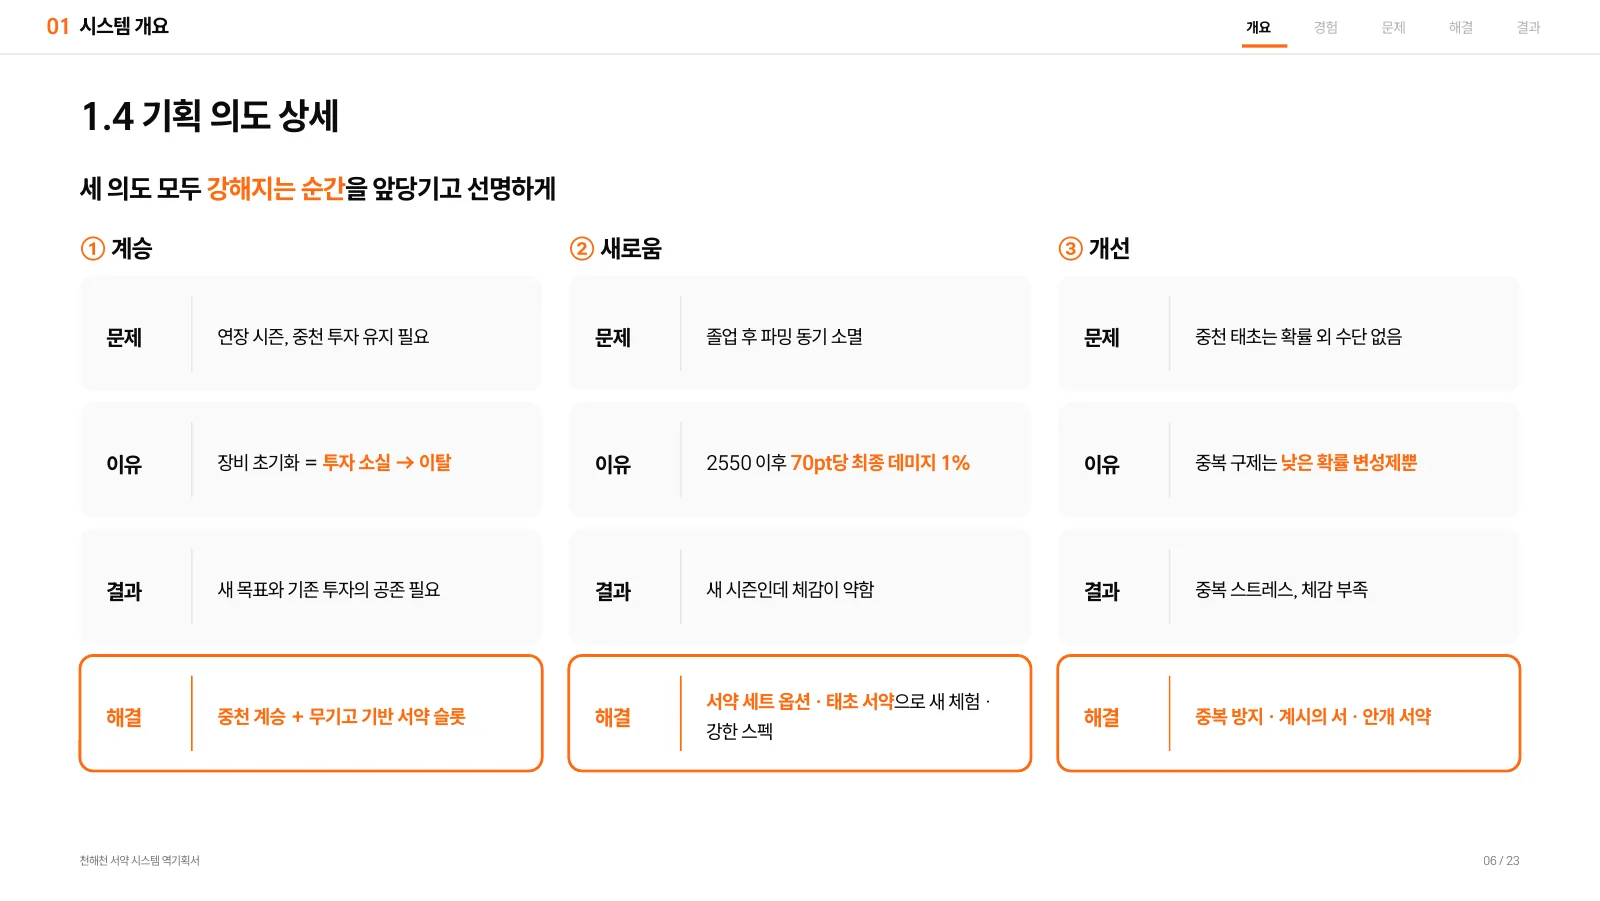 01 시스템 개요
개요 경험 문제 해결 결과
1.4 기획 의도 상세
세 의도 모두 강해지는 순간을 앞당기고 선명하게
① 계승
문제 연장 시즌, 중천 투자 유지 필요
이유 장비 초기화 = 투자 소실 → 이탈
결과 새 목표와 기존 투자의 공존 필요
해결 중천 계승 + 무기고 기반 서약 슬롯
② 새로움
문제 졸업 후 파밍 동기 소멸
이유 2550 이후 70pt당 최종 데미지 1%
결과 새 시즌인데 체감이 약함
해결 서약 세트 옵션 · 태초 서약으로 새 체험 ·
강한 스펙
③ 개선
문제 중천 태초는 확률 외 수단 없음
이유 중복 구제는 낮은 확률 변성제뿐
결과 중복 스트레스, 체감 부족
해결 중복 방지 · 계시의 서 · 안개 서약
천해천 서약 시스템 역기획서
06 / 23